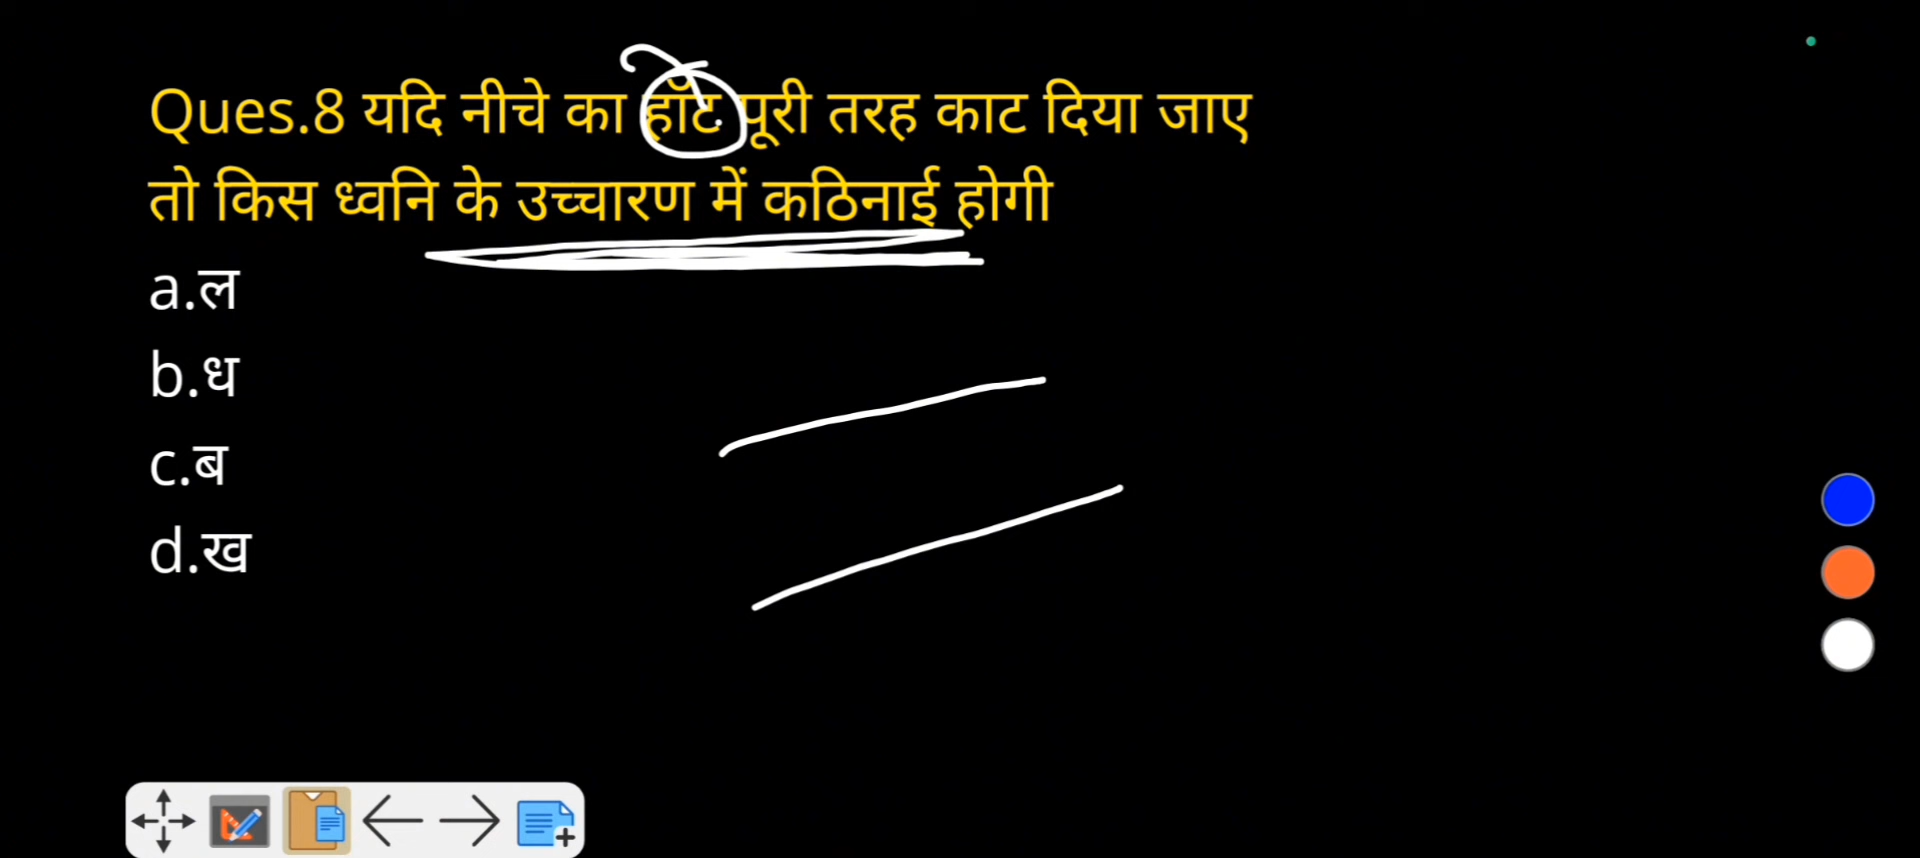 Ques.8 यदि नीचे का हॉट पूरी तरह काट दिया जाए
तो किस ध्वनि के उच्चारण में कठिनाई होगी
a.ल
b.ध
c.ब
d.ख